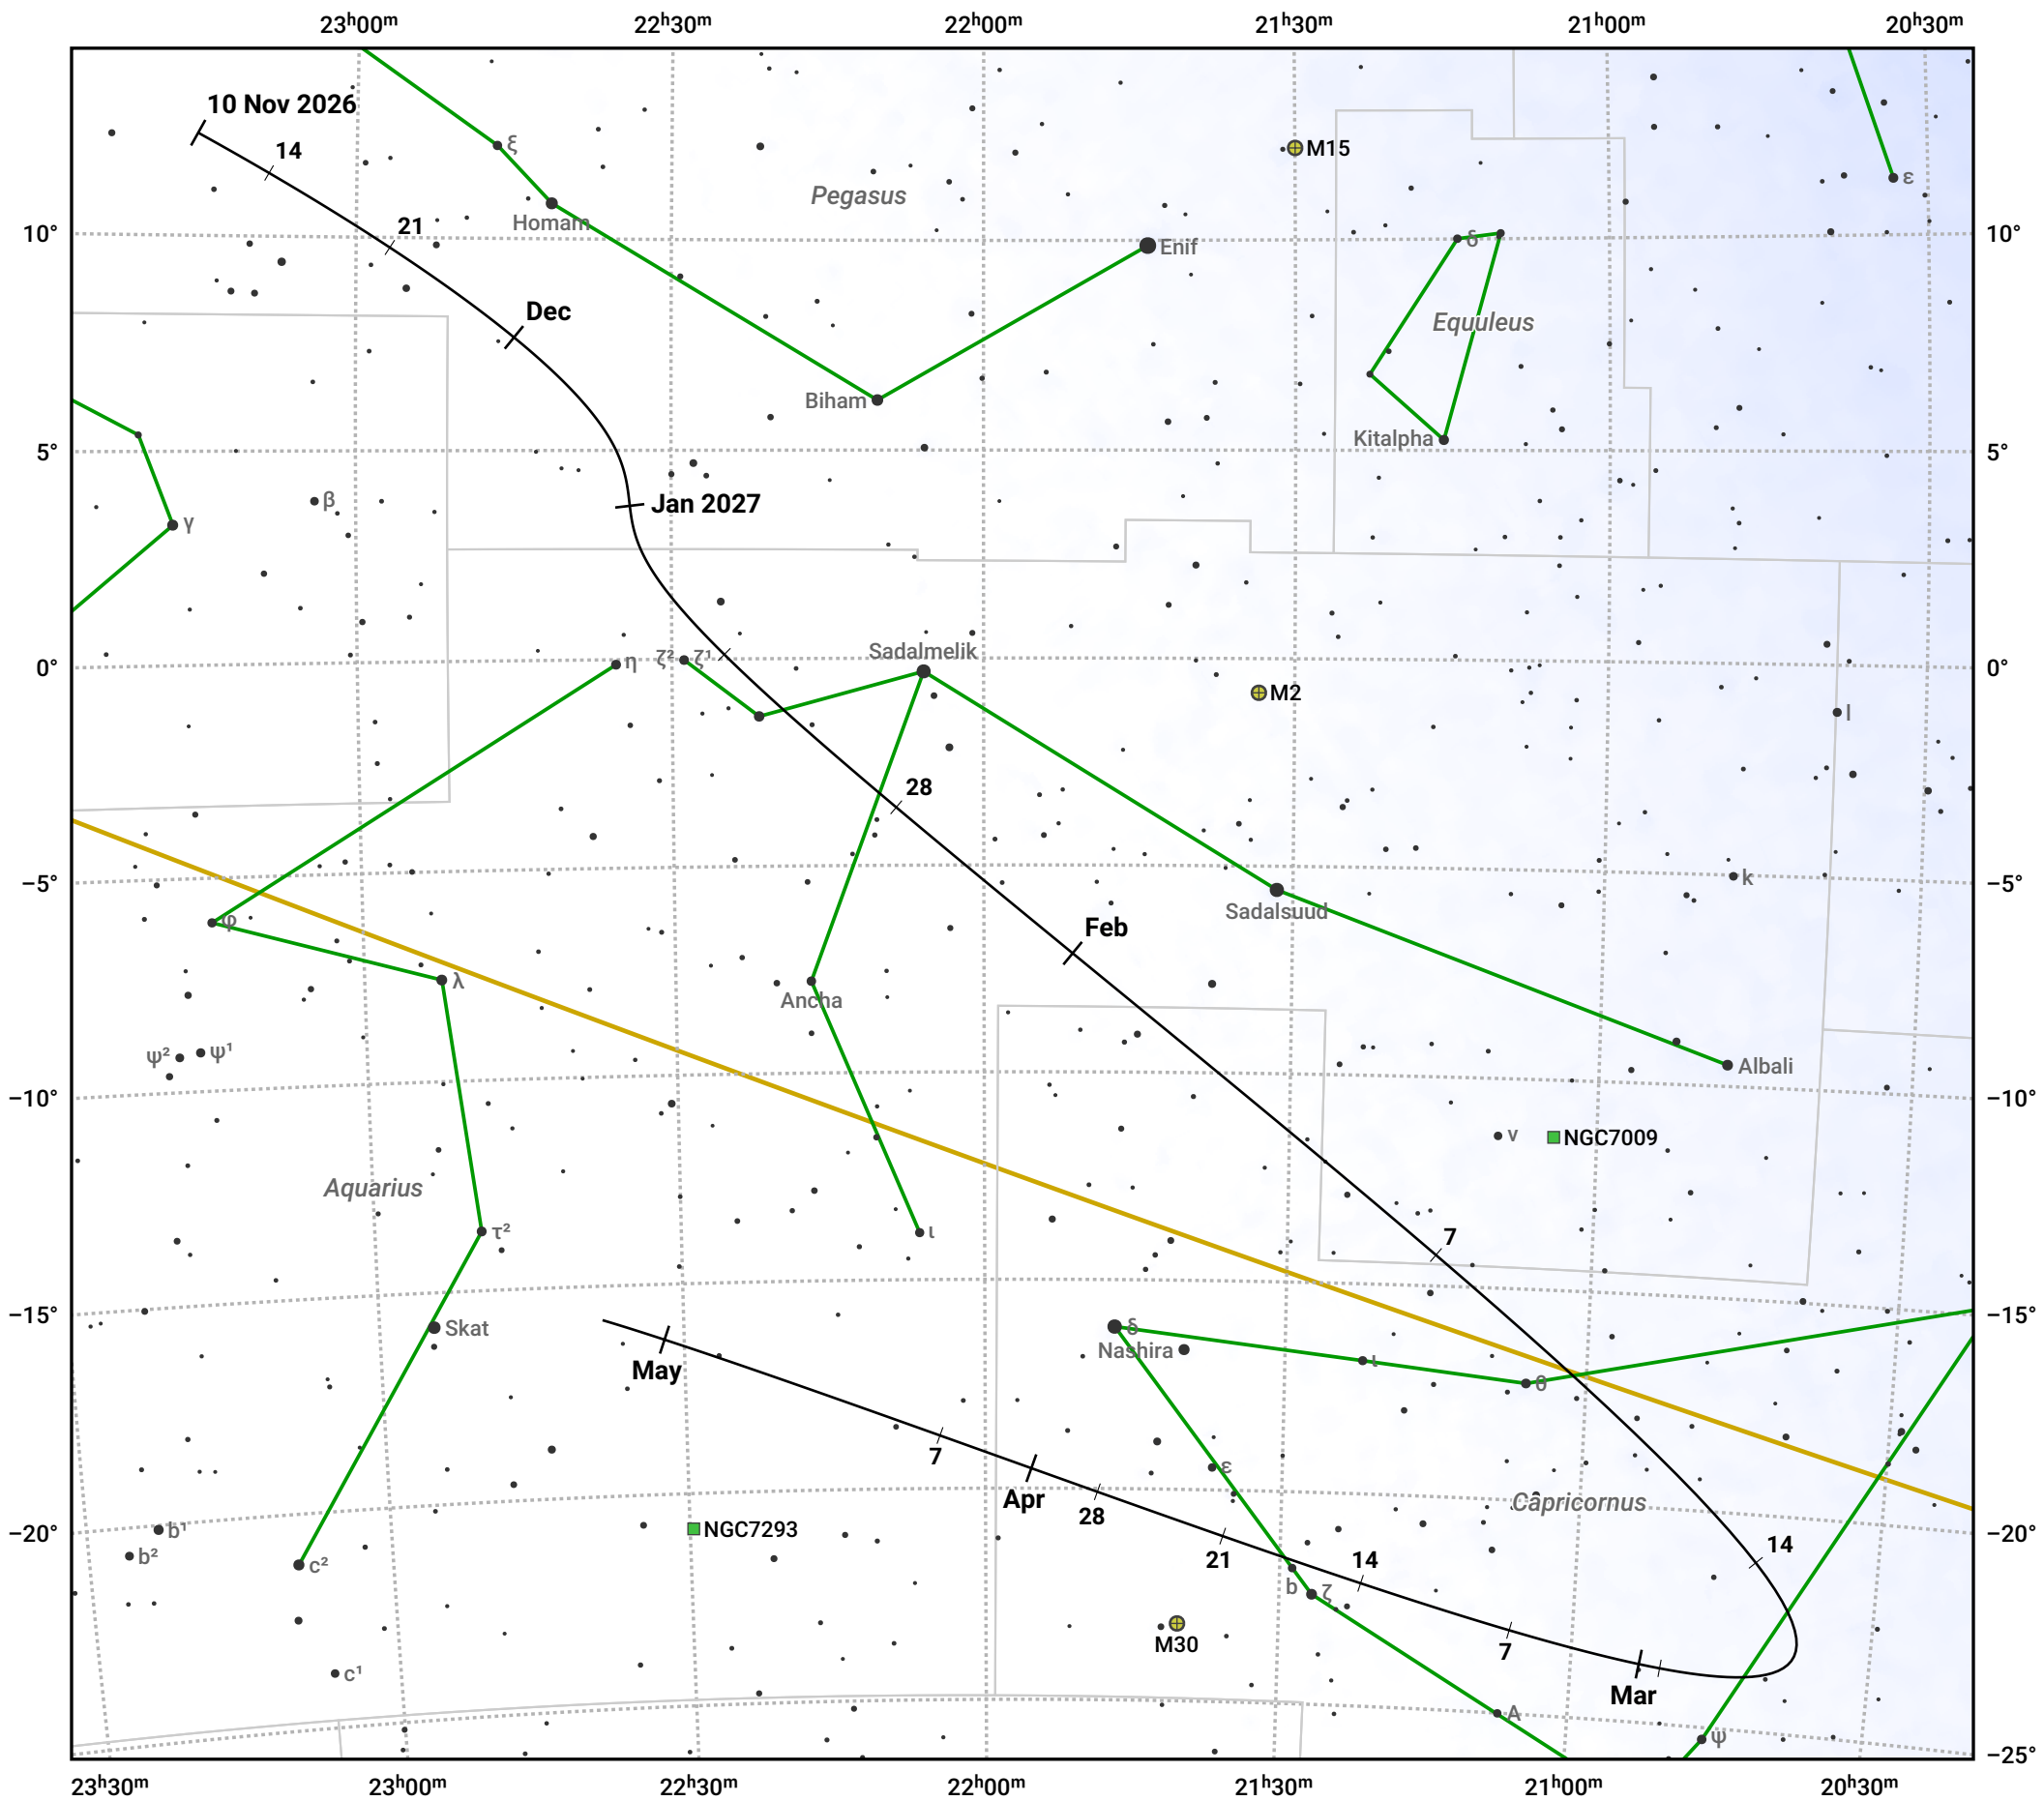 23ʰ00ᵐ 22ʰ30ᵐ 22ʰ00ᵐ 21ʰ30ᵐ 21ʰ00ᵐ 20ʰ30ᵐ
10 Nov 2026
14
ξ
M15
Pegasus
ε
Homam
21
10°
10°
Enif
δ
Dec
Equuleus
Biham
Kitalpha
5°
5°
β
Jan 2027
γ
Sadalmelik
0°
η
ζ²
ζ¹
0°
M2
l
28
−5°
k
−5°
Sadalsuud
φ
Feb
λ
Ancha
ψ²
ψ¹
Albali
−10°
−10°
ν
NGC7009
Aquarius
τ²
ι
7
−15°
Skat
δ
−15°
Nashira
ι
May
θ
7
ε
Apr
Capricornus
28
b¹
NGC7293
−20°
−20°
b²
c²
21
14
14
b
ζ
M30
7
c¹
Mar
A
ψ
−25°
23ʰ30ᵐ 23ʰ00ᵐ 22ʰ30ᵐ 22ʰ00ᵐ 21ʰ30ᵐ 21ʰ00ᵐ 20ʰ30ᵐ